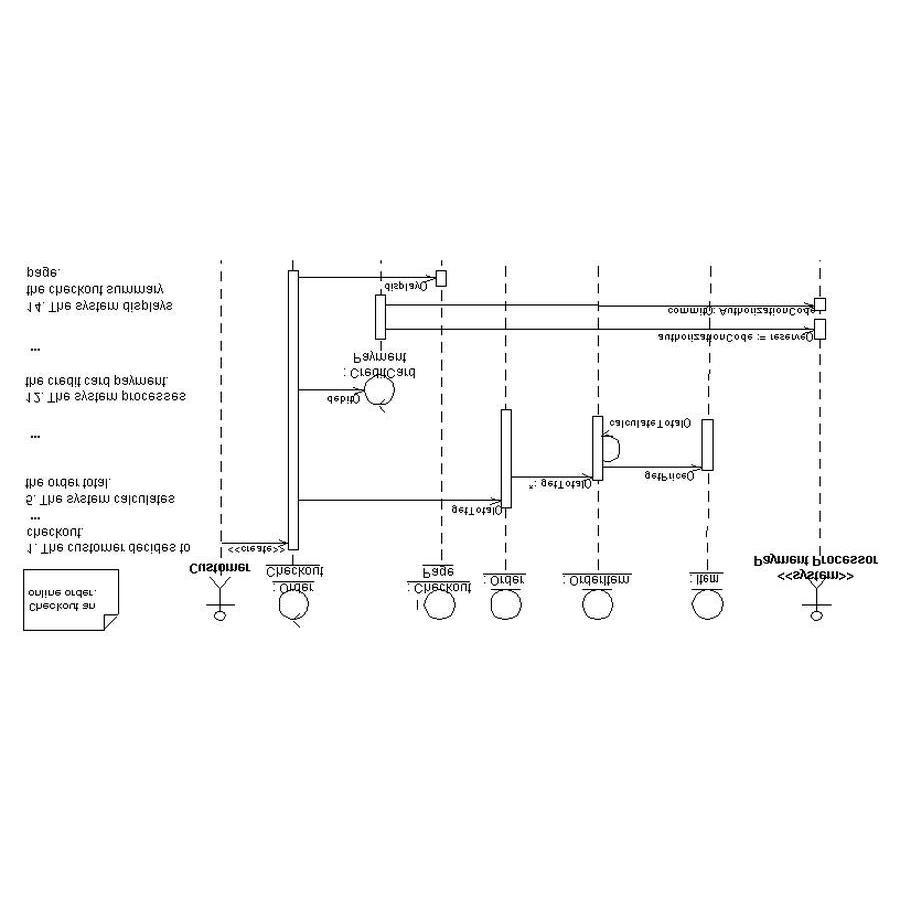 Checkout an
online order.
Customer
: Order
Checkout
: Checkout
Page
: Order
: OrderItem
: Item
<<system>>
Payment Processor
1. The customer decides to
checkout.
...
<<create>>
5. The system calculates
the order total.
getTotal()
*: getTotal()
getPrice()
calculateTotal()
...
12. The system processes
the credit card payment.
debit()
: CreditCard
Payment
...
authorizationCode := reserve()
commit(): AuthorizationCode
14. The system displays
the checkout summary
page.
display()